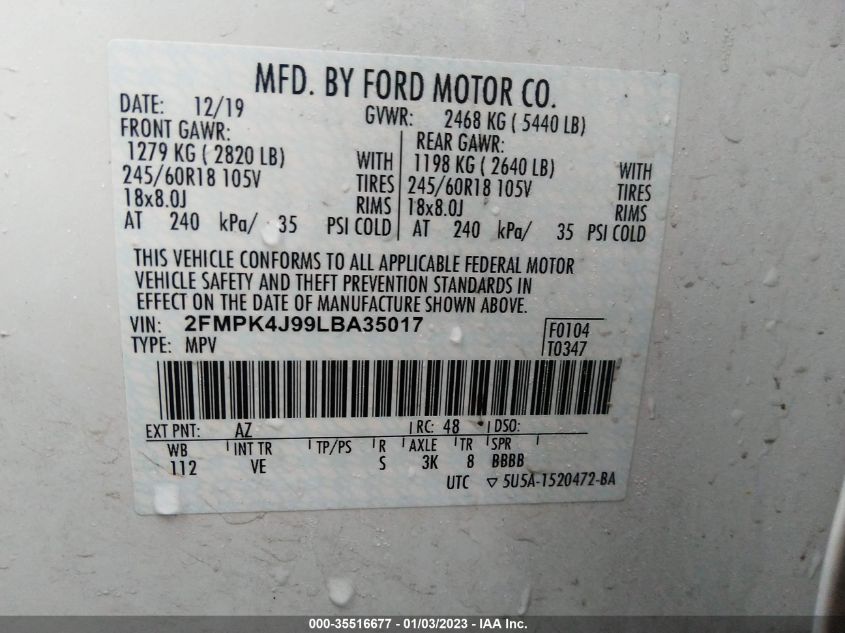 MFD. BY FORD MOTOR CO.
DATE: 12/19 GVWR: 2468 KG ( 5440 LB)
FRONT GAWR: REAR GAWR:
1279 KG ( 2820 LB) WITH 1198 KG ( 2640 LB) WITH
245/60R18 105V TIRES 245/60R18 105V TIRES
18x8.0J RIMS 18x8.0J RIMS
AT 240 kPa/ 35 PSI COLD AT 240 kPa/ 35 PSI COLD
THIS VEHICLE CONFORMS TO ALL APPLICABLE FEDERAL MOTOR
VEHICLE SAFETY AND THEFT PREVENTION STANDARDS IN
EFFECT ON THE DATE OF MANUFACTURE SHOWN ABOVE.
VIN: 2FMPK4J99LBA35017 F0104
TYPE: MPV T0347
EXT PNT: AZ RC: 48 DSO:
WB INT TR TP/PS R AXLE TR SPR
112 VE S 3K 8 BBBB
UTC ▽ 5U5A-1520472-BA
000-35516677 - 01/03/2023 - IAA Inc.